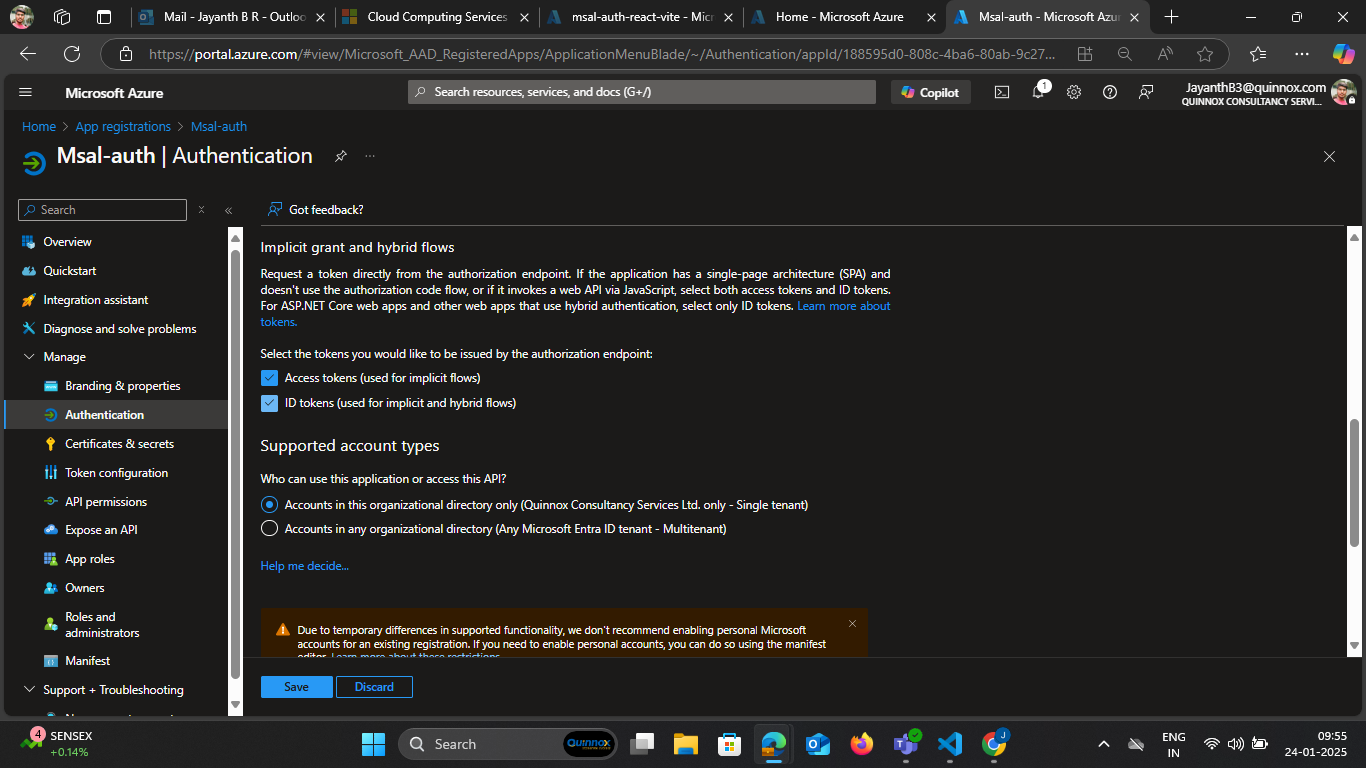 Mail - Jayanth B R - Outloo
Cloud Computing Services
msal-auth-react-vite - Micr
Home - Microsoft Azure
Msal-auth - Microsoft Azur
https://portal.azure.com/#view/Microsoft_AAD_RegisteredApps/ApplicationMenuBlade/~/Authentication/appId/188595d0-808c-4ba6-80ab-9c27...
Microsoft Azure
Search resources, services, and docs (G+/)
Copilot
1
JayanthB3@quinnox.com
QUINNOX CONSULTANCY SERVI...
Home > App registrations > Msal-auth
Msal-auth | Authentication
Search
Got feedback?
Overview
Quickstart
Integration assistant
Diagnose and solve problems
Manage
Branding & properties
Authentication
Certificates & secrets
Token configuration
API permissions
Expose an API
App roles
Owners
Roles and
administrators
Manifest
Support + Troubleshooting
Implicit grant and hybrid flows
Request a token directly from the authorization endpoint. If the application has a single-page architecture (SPA) and
doesn't use the authorization code flow, or if it invokes a web API via JavaScript, select both access tokens and ID tokens.
For ASP.NET Core web apps and other web apps that use hybrid authentication, select only ID tokens. Learn more about
tokens.
Select the tokens you would like to be issued by the authorization endpoint:
Access tokens (used for implicit flows)
ID tokens (used for implicit and hybrid flows)
Supported account types
Who can use this application or access this API?
Accounts in this organizational directory only (Quinnox Consultancy Services Ltd. only - Single tenant)
Accounts in any organizational directory (Any Microsoft Entra ID tenant - Multitenant)
Help me decide...
Due to temporary differences in supported functionality, we don't recommend enabling personal Microsoft
accounts for an existing registration. If you need to enable personal accounts, you can do so using the manifest
editor. Learn more about these restrictions.
Save
Discard
4
SENSEX
+0.14%
Search
Quinnox
J
ENG
IN
09:55
24-01-2025